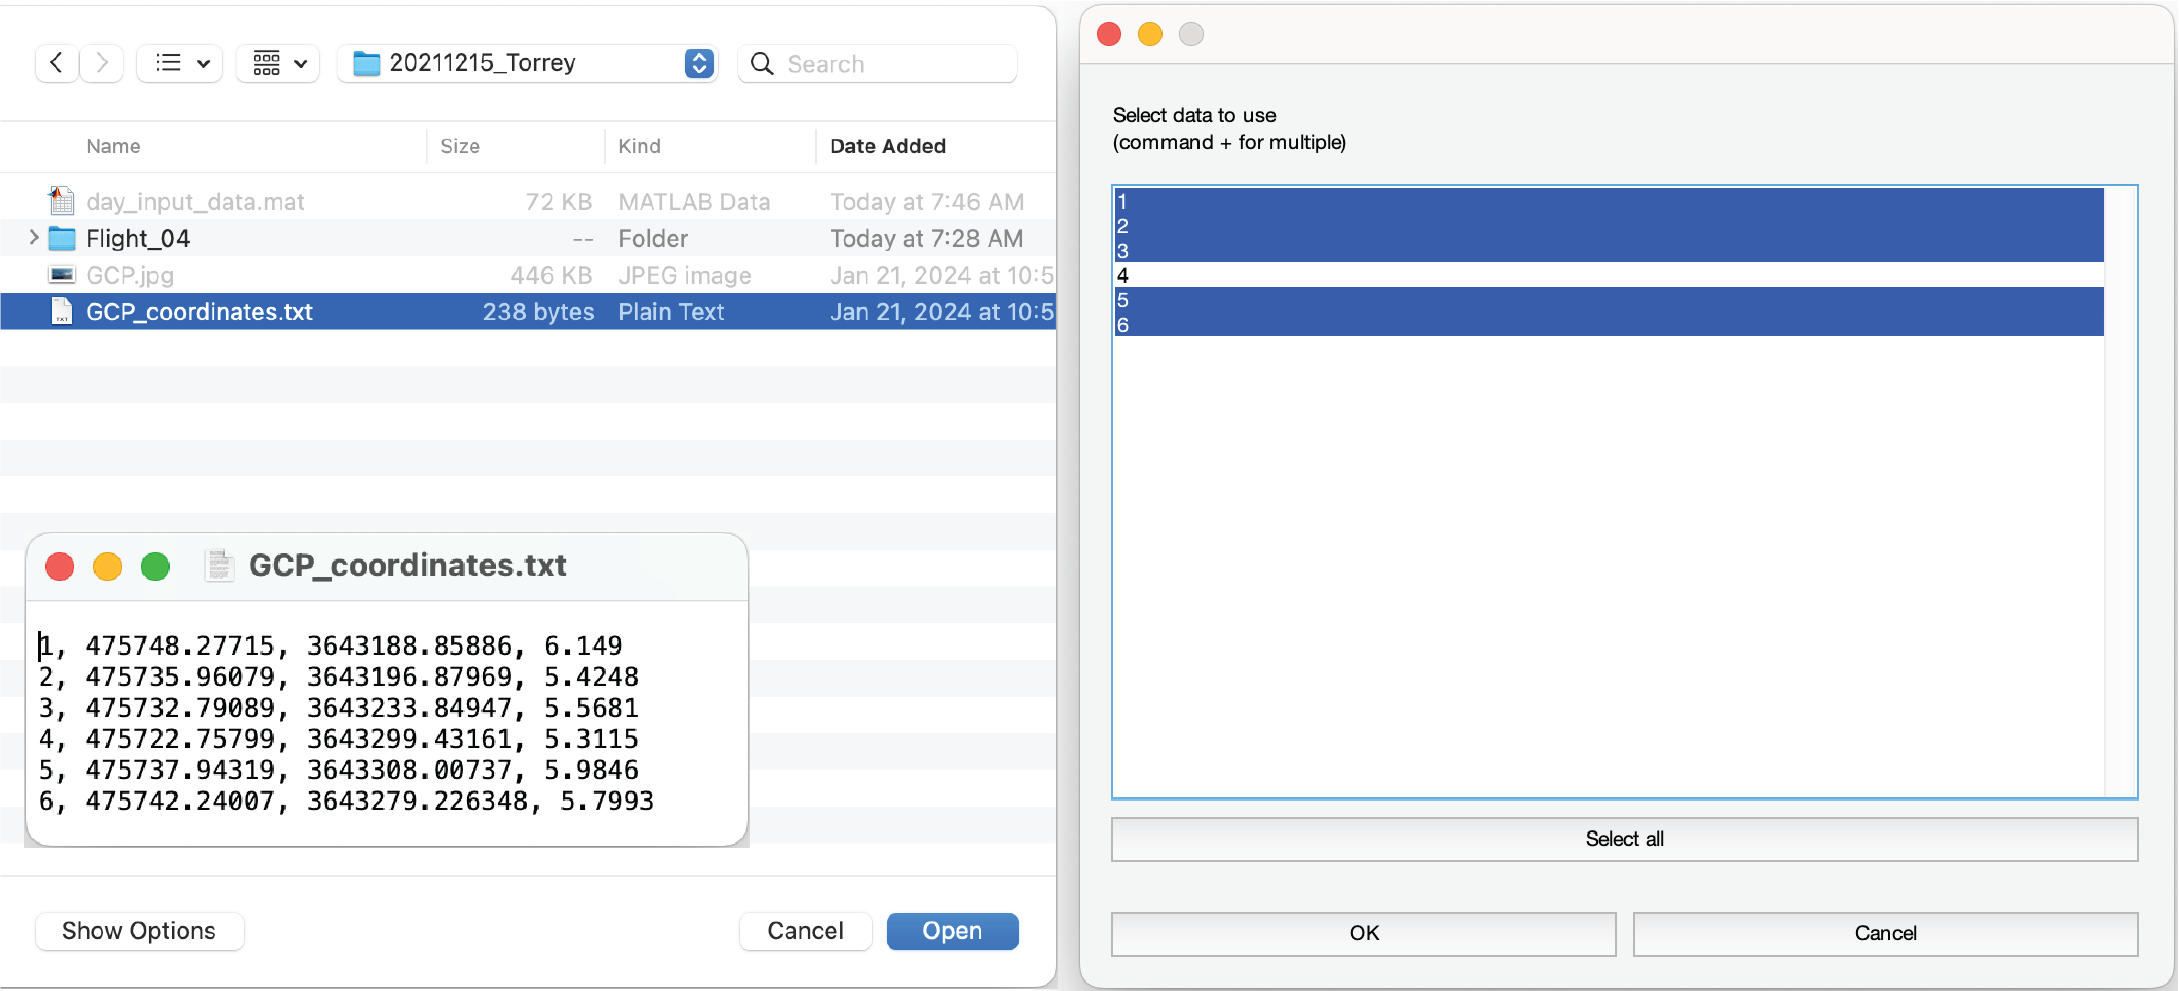 20211215_Torrey
Search
Name Size Kind Date Added
day_input_data.mat 72 KB MATLAB Data Today at 7:46 AM
Flight_04 -- Folder Today at 7:28 AM
GCP.jpg 446 KB JPEG image Jan 21, 2024 at 10:5
GCP_coordinates.txt 238 bytes Plain Text Jan 21, 2024 at 10:5
GCP_coordinates.txt
1, 475748.27715, 3643188.85886, 6.149
2, 475735.96079, 3643196.87969, 5.4248
3, 475732.79089, 3643233.84947, 5.5681
4, 475722.75799, 3643299.43161, 5.3115
5, 475737.94319, 3643308.00737, 5.9846
6, 475742.24007, 3643279.226348, 5.7993
Show Options
Cancel
Open
Select data to use
(command + for multiple)
1
2
3
4
5
6
Select all
OK
Cancel